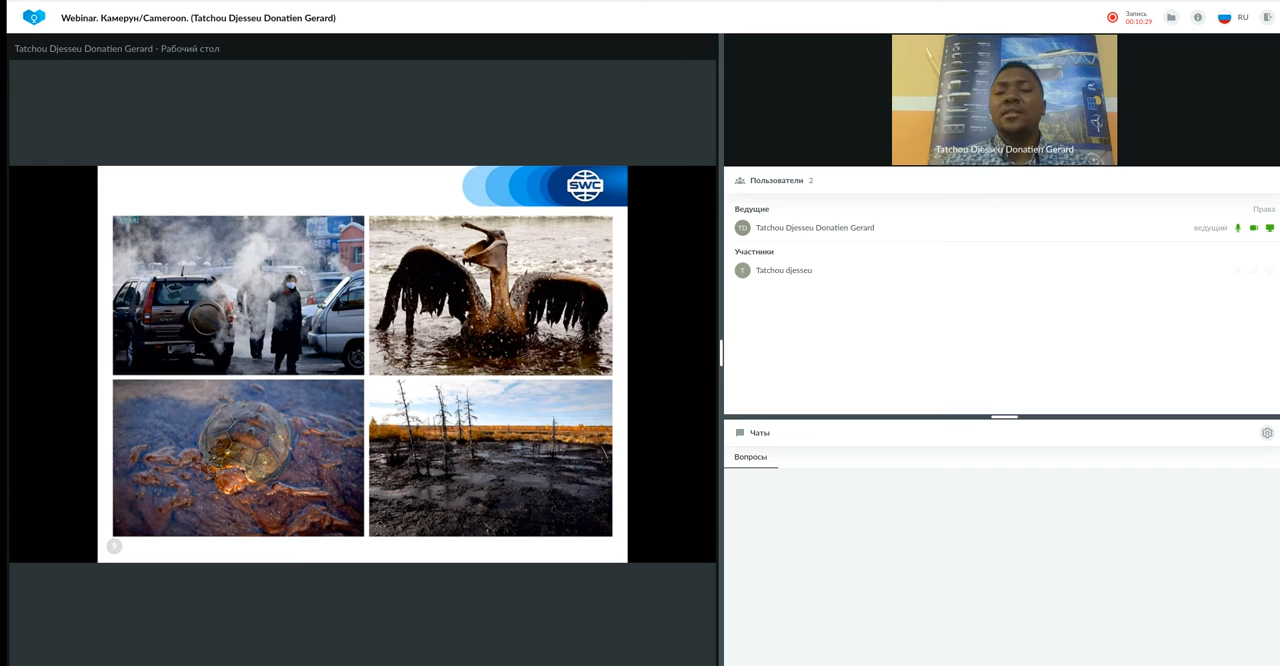 Webinar. Камерун/Cameroon. (Tatchou Djesseu Donatien Gerard)
Запись
00:10:29
RU
Tatchou Djesseu Donatien Gerard - Рабочий стол
SWC
Tatchou Djesseu Donatien Gerard
Пользователи 2
Ведущие Права
TD Tatchou Djesseu Donatien Gerard ведущий
Участники
T Tatchou djesseu
Чаты
Вопросы